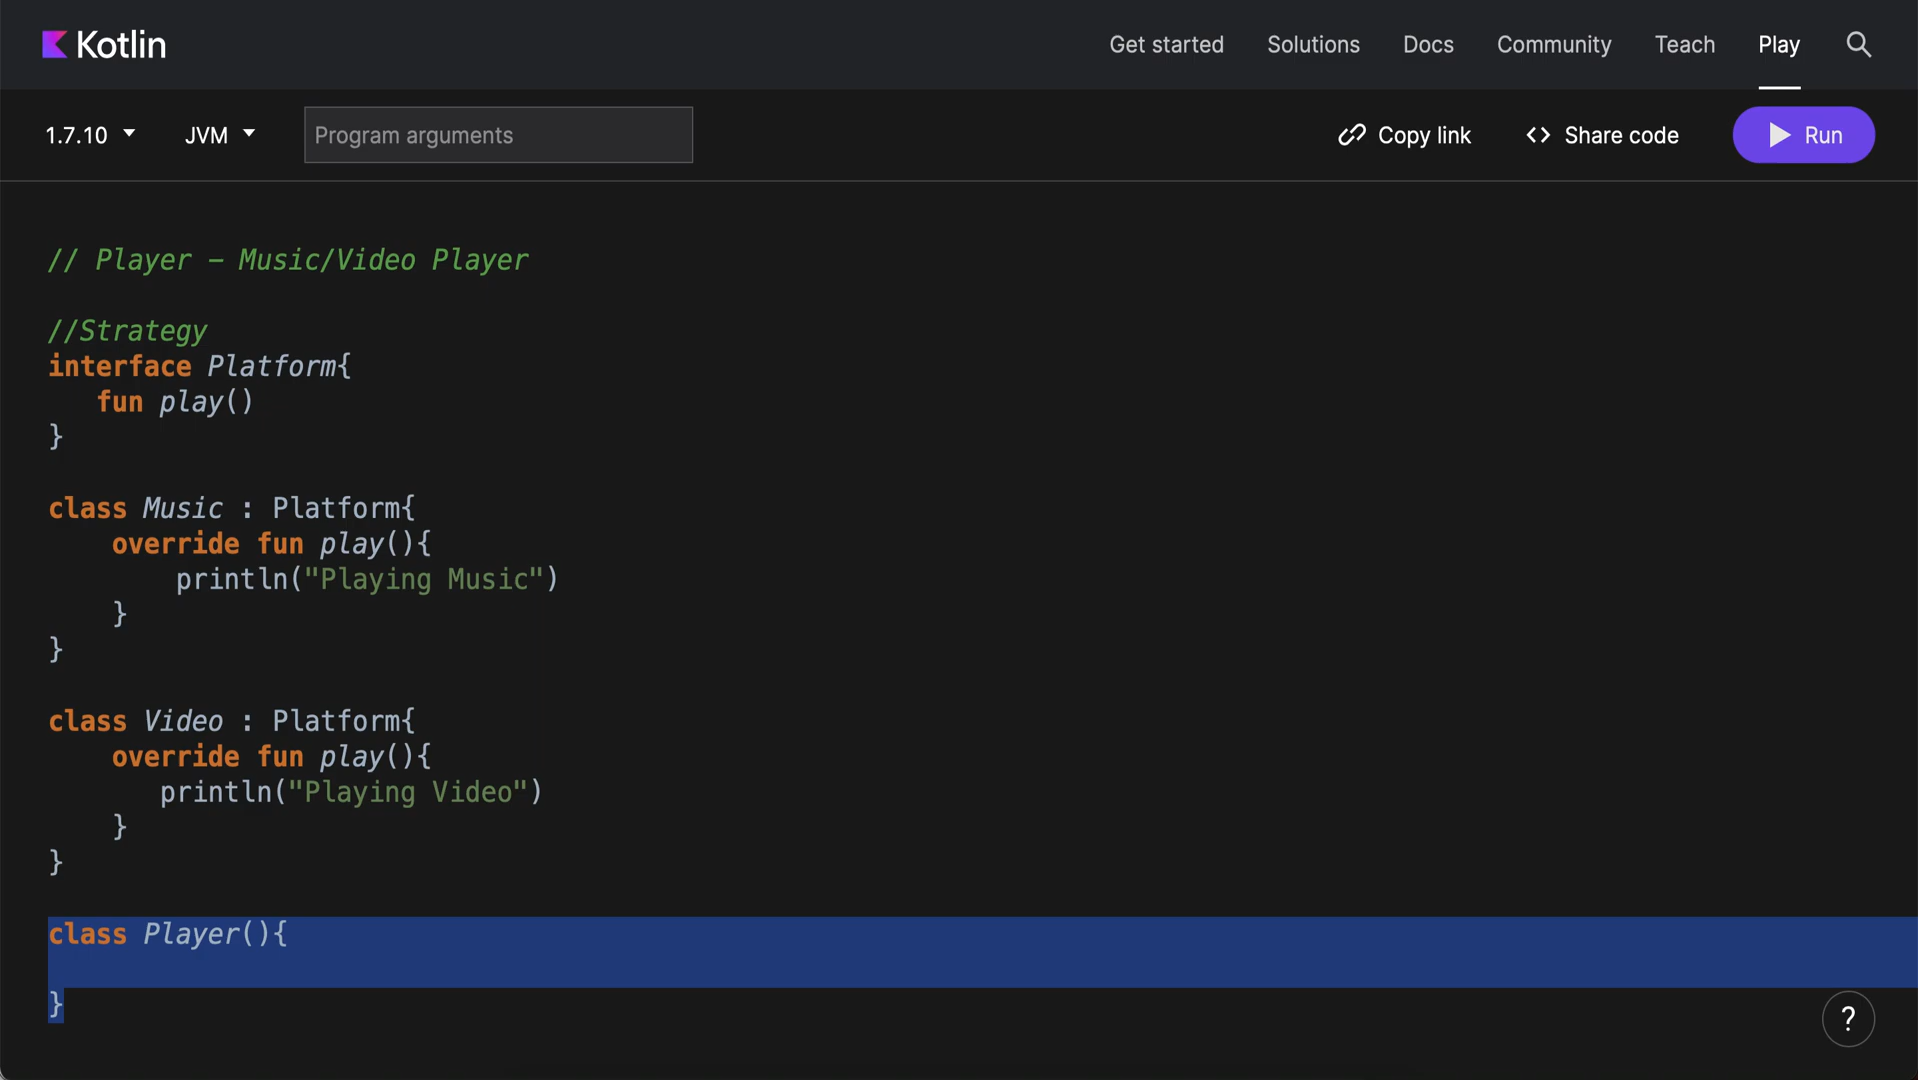 Kotlin
Get started
Solutions
Docs
Community
Teach
Play
1.7.10
JVM
Program arguments
Copy link
<> Share code
Run
// Player – Music/Video Player
//Strategy
interface Platform{
fun play()
}
class Music : Platform{
override fun play(){
println("Playing Music")
}
}
class Video : Platform{
override fun play(){
println("Playing Video")
}
}
class Player(){
}
?